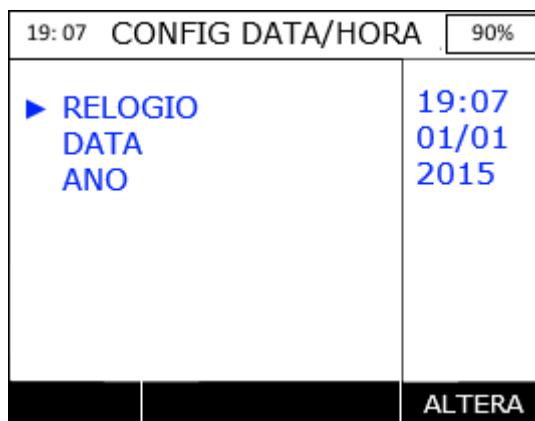 19:07 CONFIG DATA/HORA 90%
► RELOGIO 19:07
DATA 01/01
ANO 2015
ALTERA